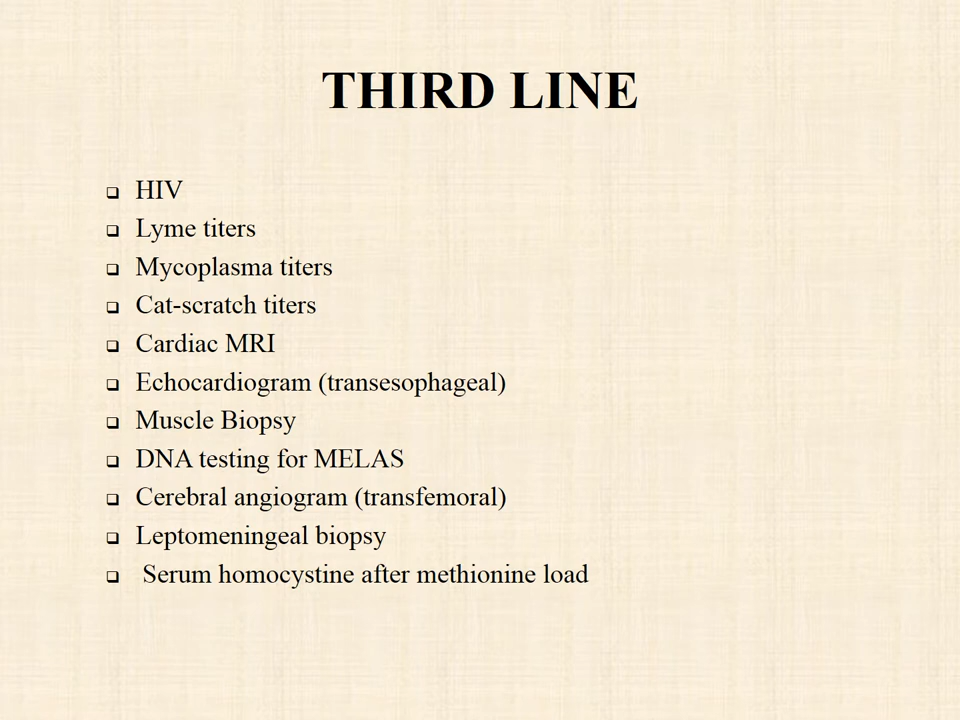 THIRD LINE
❑ HIV
❑ Lyme titers
❑ Mycoplasma titers
❑ Cat-scratch titers
❑ Cardiac MRI
❑ Echocardiogram (transesophageal)
❑ Muscle Biopsy
❑ DNA testing for MELAS
❑ Cerebral angiogram (transfemoral)
❑ Leptomeningeal biopsy
❑ Serum homocystine after methionine load